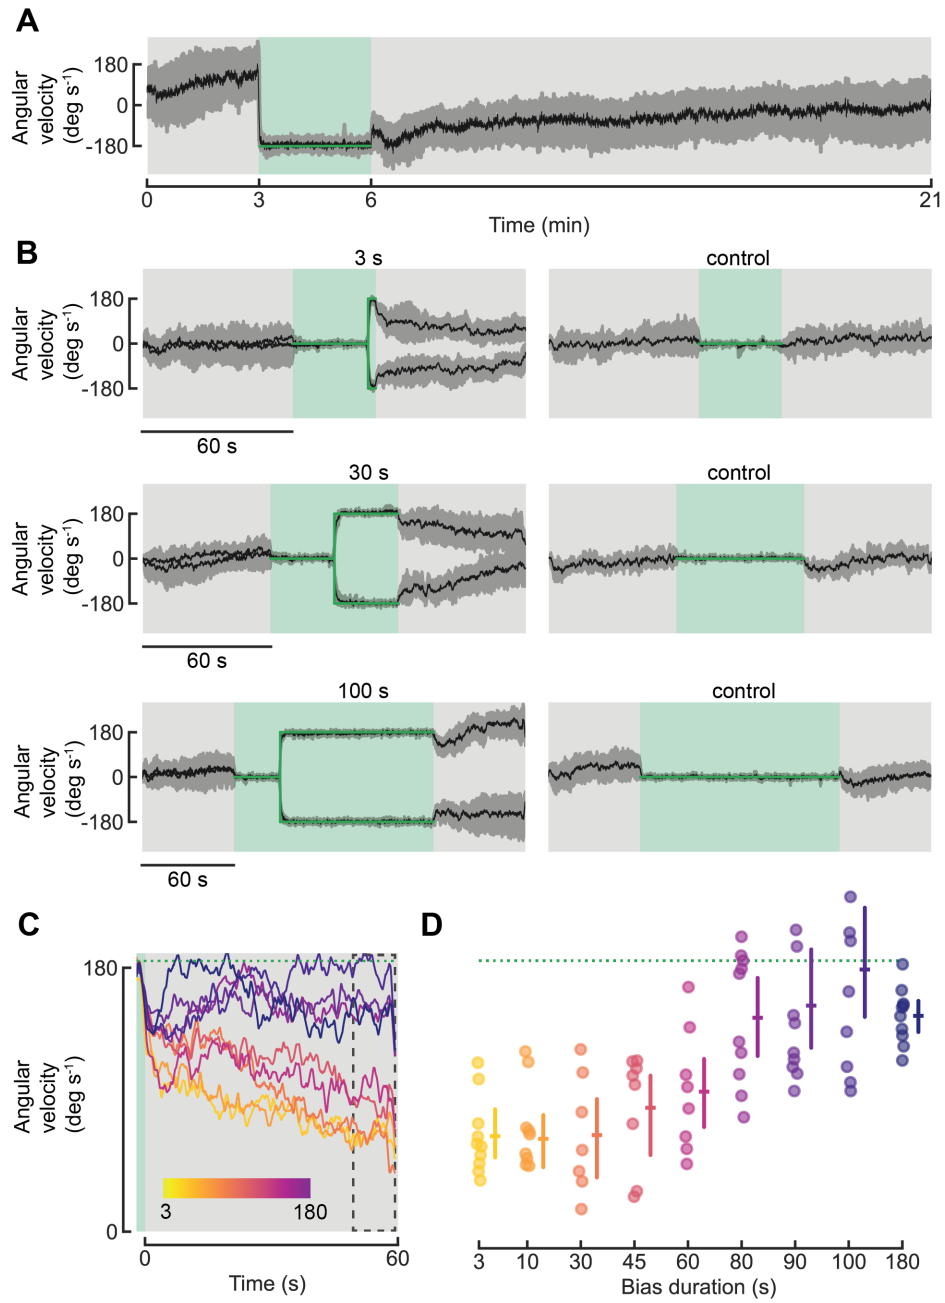 A
Angular velocity (deg s-1)
180
0
-180
0 3 6 21
Time (min)
B
3 s control
Angular velocity (deg s-1)
180
0
-180
60 s
30 s control
Angular velocity (deg s-1)
180
0
-180
60 s
100 s control
Angular velocity (deg s-1)
180
0
-180
60 s
C
Angular velocity (deg s-1)
180
0
3 180
0 60
Time (s)
D
3 10 30 45 60 80 90 100 180
Bias duration (s)